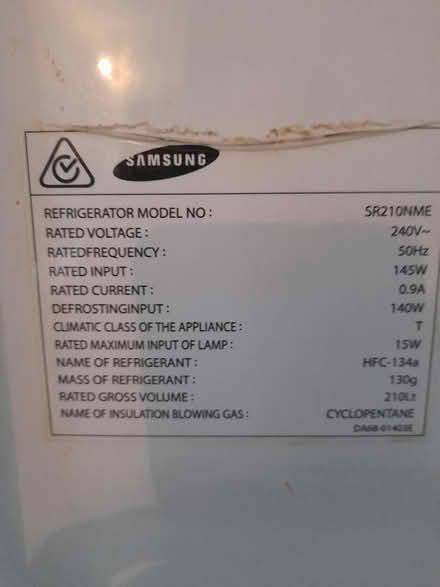 SAMSUNG
REFRIGERATOR MODEL NO : SR210NME
RATED VOLTAGE : 240V~
RATEDFREQUENCY : 50Hz
RATED INPUT : 145W
RATED CURRENT : 0.9A
DEFROSTINGINPUT : 140W
CLIMATIC CLASS OF THE APPLIANCE : T
RATED MAXIMUM INPUT OF LAMP : 15W
NAME OF REFRIGERANT : HFC-134a
MASS OF REFRIGERANT : 130g
RATED GROSS VOLUME : 210Lt
NAME OF INSULATION BLOWING GAS : CYCLOPENTANE
DA68-01403E